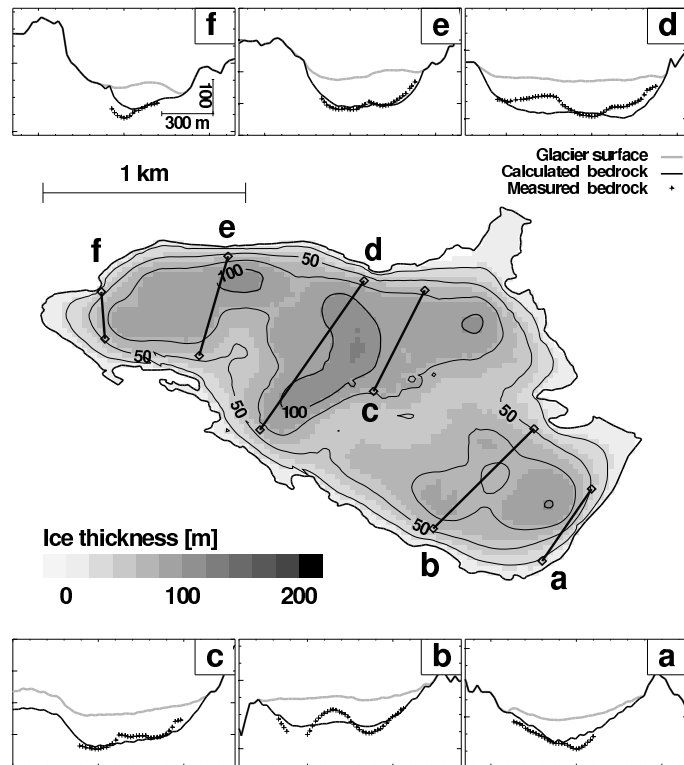 f
e
d
100
300 m
Glacier surface
Calculated bedrock
Measured bedrock
1 km
e
f
d
50
100
50
c
50
100
50
50
Ice thickness [m]
b
a
0 100 200
c
b
a